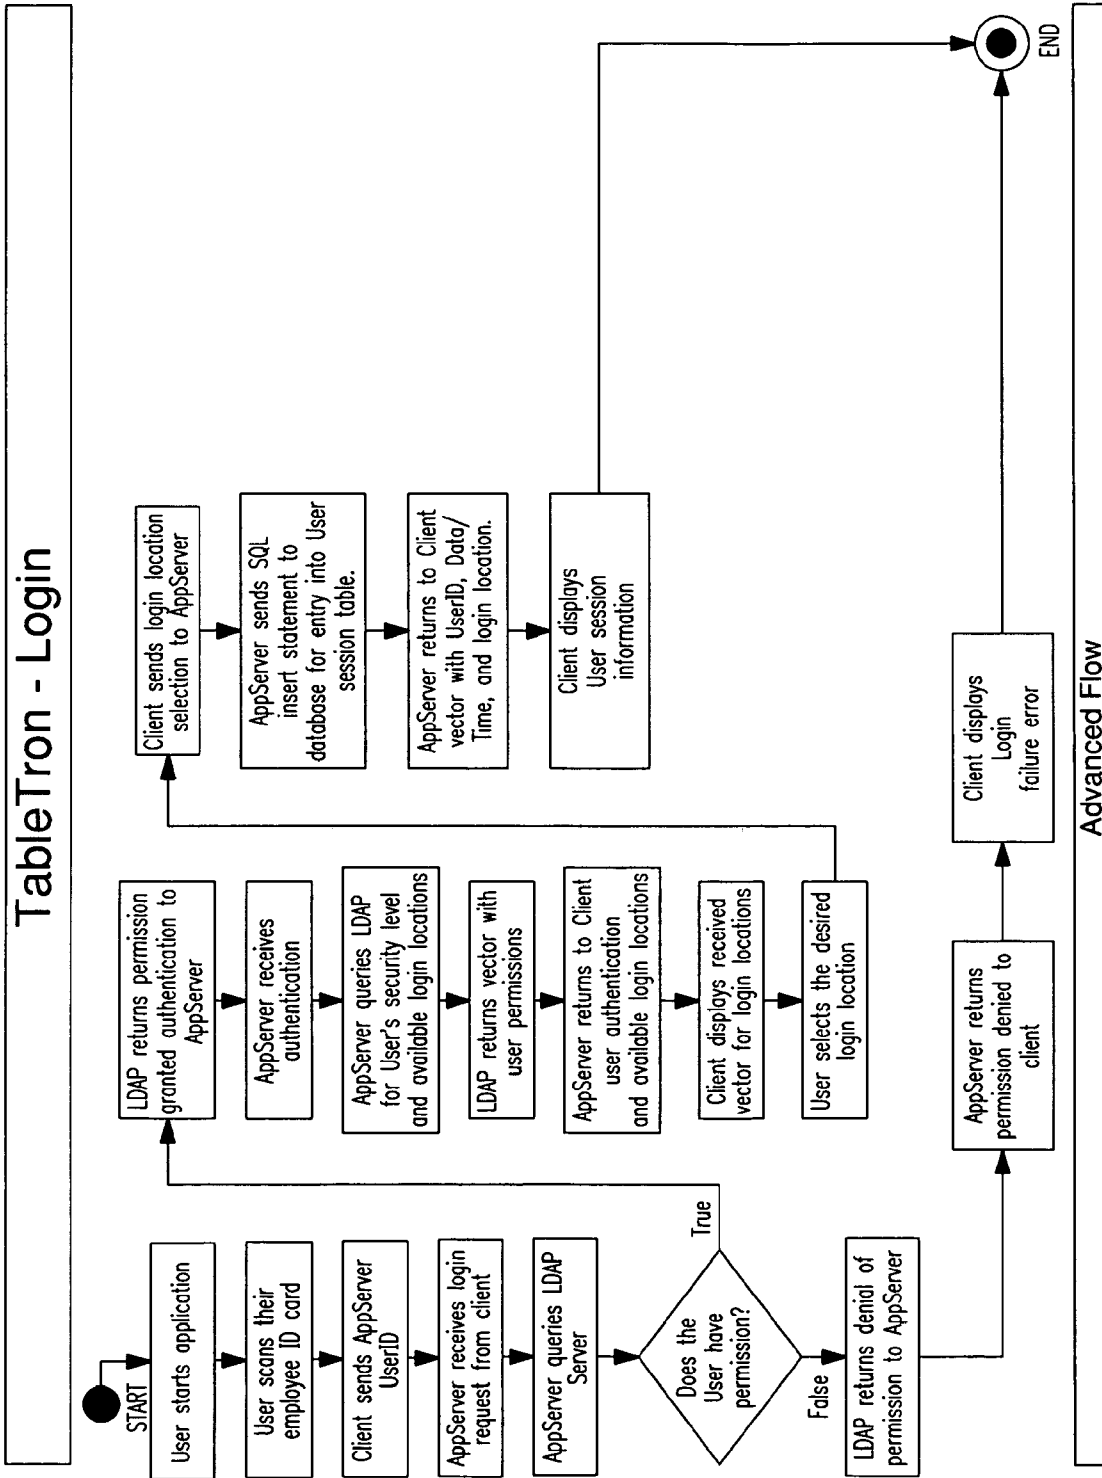 TableTron - Login
START
User starts application
User scans their
employee ID card
Client sends AppServer
UserID
AppServer receives login
request from client
AppServer queries LDAP
Server
Does the
User have
permission?
True
False
LDAP returns denial of
permission to AppServer
LDAP returns permission
granted authentication to
AppServer
AppServer receives
authentication
AppServer queries LDAP
for User's security level
and available login locations
LDAP returns vector with
user permissions
AppServer returns to Client
user authentication
and available login locations
Client displays received
vector for login locations
User selects the desired
login location
AppServer returns
permission denied to
client
Client sends login location
selection to AppServer
AppServer sends SQL
insert statement to
database for entry into User
session table.
AppServer returns to Client
vector with UserID, Data/
Time, and login location.
Client displays
User session
information
Client displays
Login
failure error
END
Advanced Flow